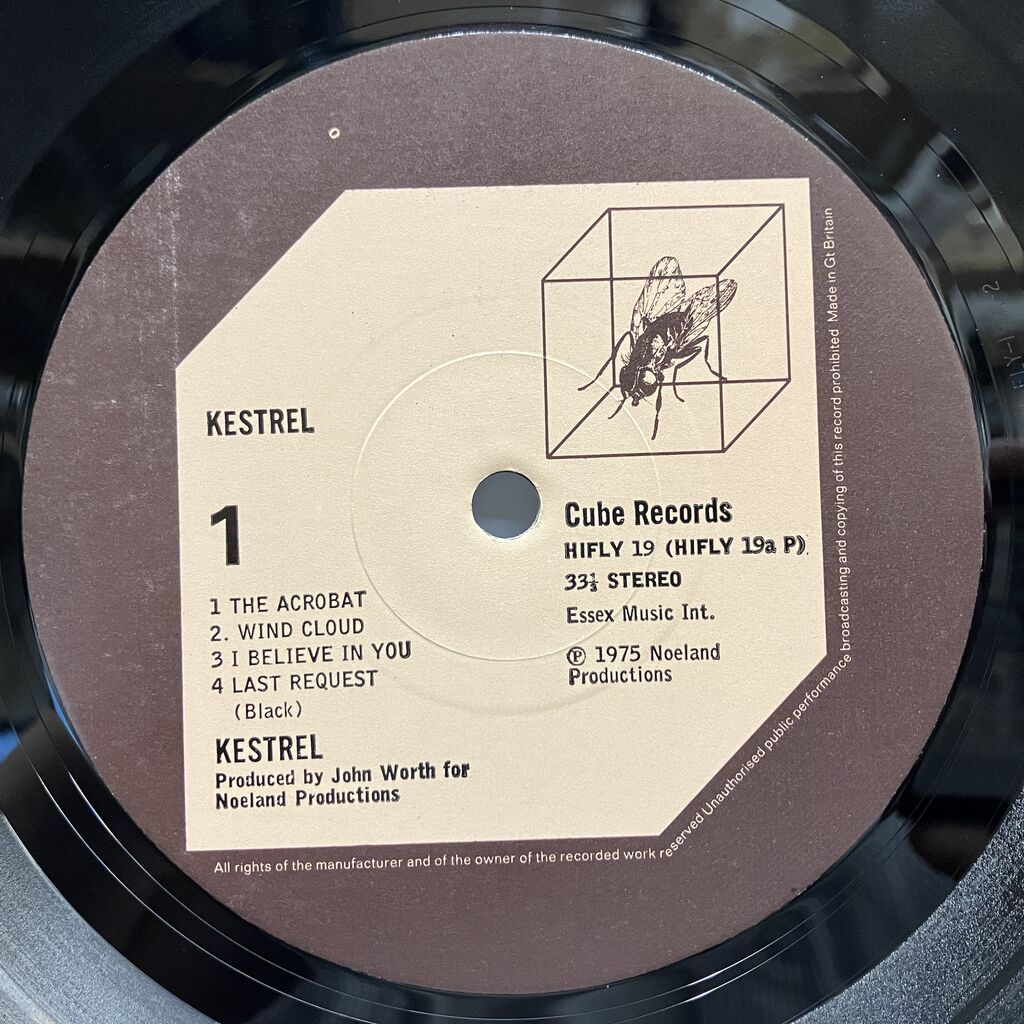 KESTREL
1
1 THE ACROBAT
2. WIND CLOUD
3 I BELIEVE IN YOU
4 LAST REQUEST
(Black)
KESTREL
Produced by John Worth for
Noeland Productions
Cube Records
HIFLY 19 (HIFLY 19a P)
33⅓ STEREO
Essex Music Int.
℗ 1975 Noeland
Productions
All rights of the manufacturer and of the owner of the recorded work reserved Unauthorised public performance broadcasting and copying of this record prohibited Made in Gt Britain